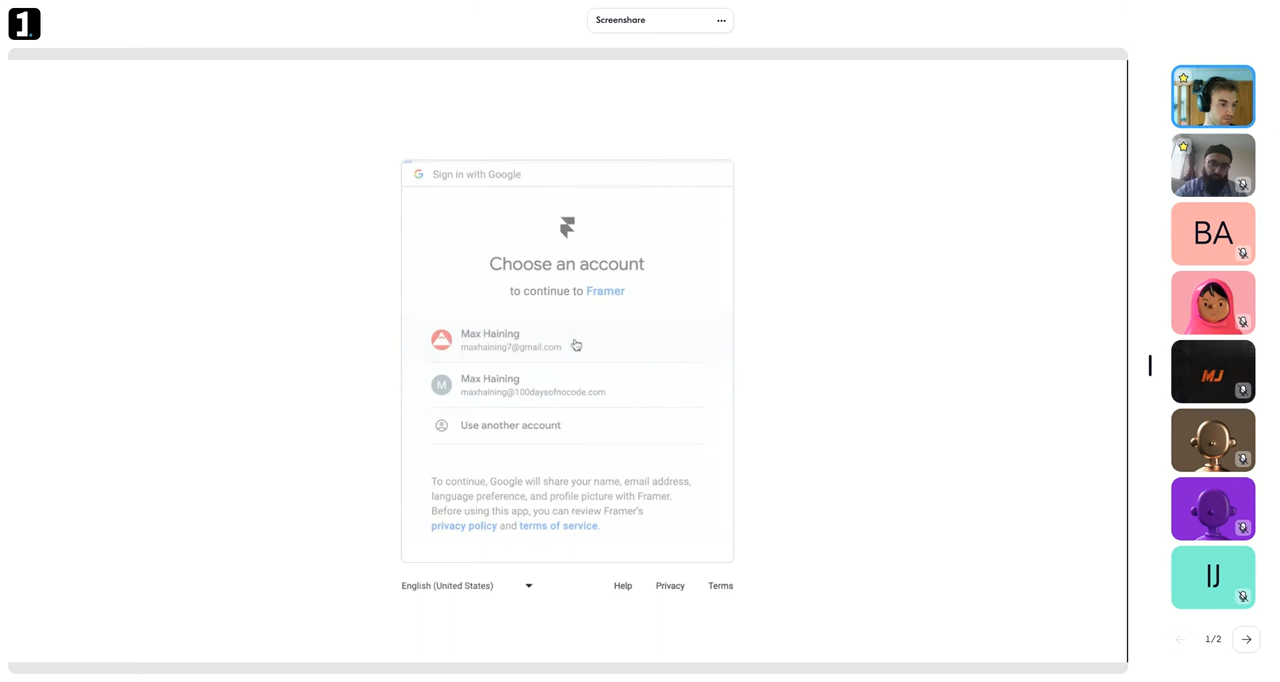 1.
Screenshare
Sign in with Google
Choose an account
to continue to Framer
Max Haining
maxhaining7@gmail.com
M
Max Haining
maxhaining@100daysofnocode.com
Use another account
To continue, Google will share your name, email address,
language preference, and profile picture with Framer.
Before using this app, you can review Framer's
privacy policy and terms of service.
English (United States)
Help
Privacy
Terms
BA
MJ
IJ
1/2